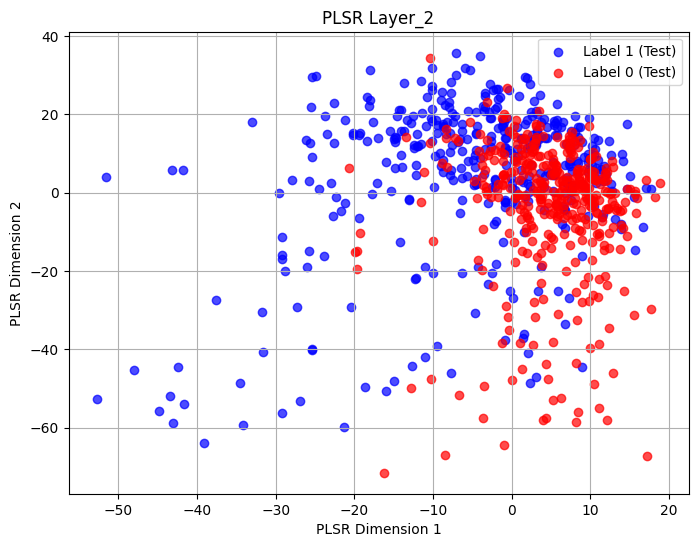 PLSR Layer_2
Label 1 (Test)
Label 0 (Test)
PLSR Dimension 2
40
20
0
−20
−40
−60
−50
−40
−30
−20
−10
0
10
20
PLSR Dimension 1